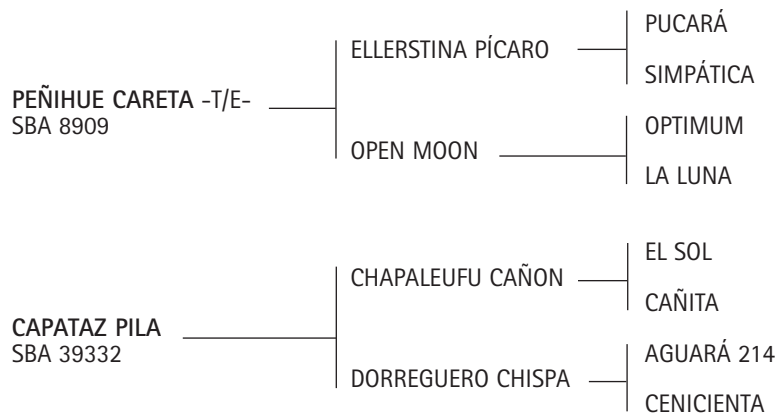 PUCARÁ
ELLERSTINA PÍCARO
SIMPÁTICA
PEÑIHUE CARETA -T/E-
SBA 8909
OPTIMUM
OPEN MOON
LA LUNA
EL SOL
CHAPALEUFU CAÑON
CAÑITA
CAPATAZ PILA
SBA 39332
AGUARÁ 214
DORREGUERO CHISPA
CENICIENTA